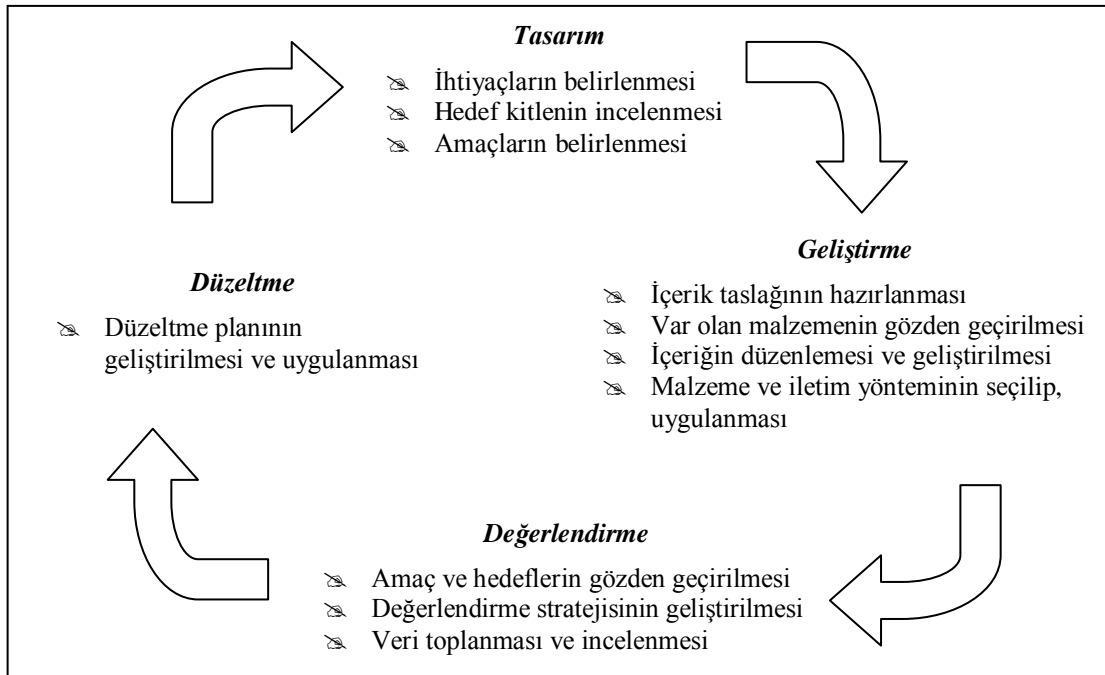 Tasarım
İhtiyaçların belirlenmesi
Hedef kitlenin incelenmesi
Amaçların belirlenmesi
Geliştirme
İçerik taslağının hazırlanması
Var olan malzemenin gözden geçirilmesi
İçeriğin düzenlemesi ve geliştirilmesi
Malzeme ve iletim yönteminin seçilip,
uygulanması
Değerlendirme
Amaç ve hedeflerin gözden geçirilmesi
Değerlendirme stratejisinin geliştirilmesi
Veri toplanması ve incelenmesi
Düzeltme
Düzeltme planının
geliştirilmesi ve uygulanması